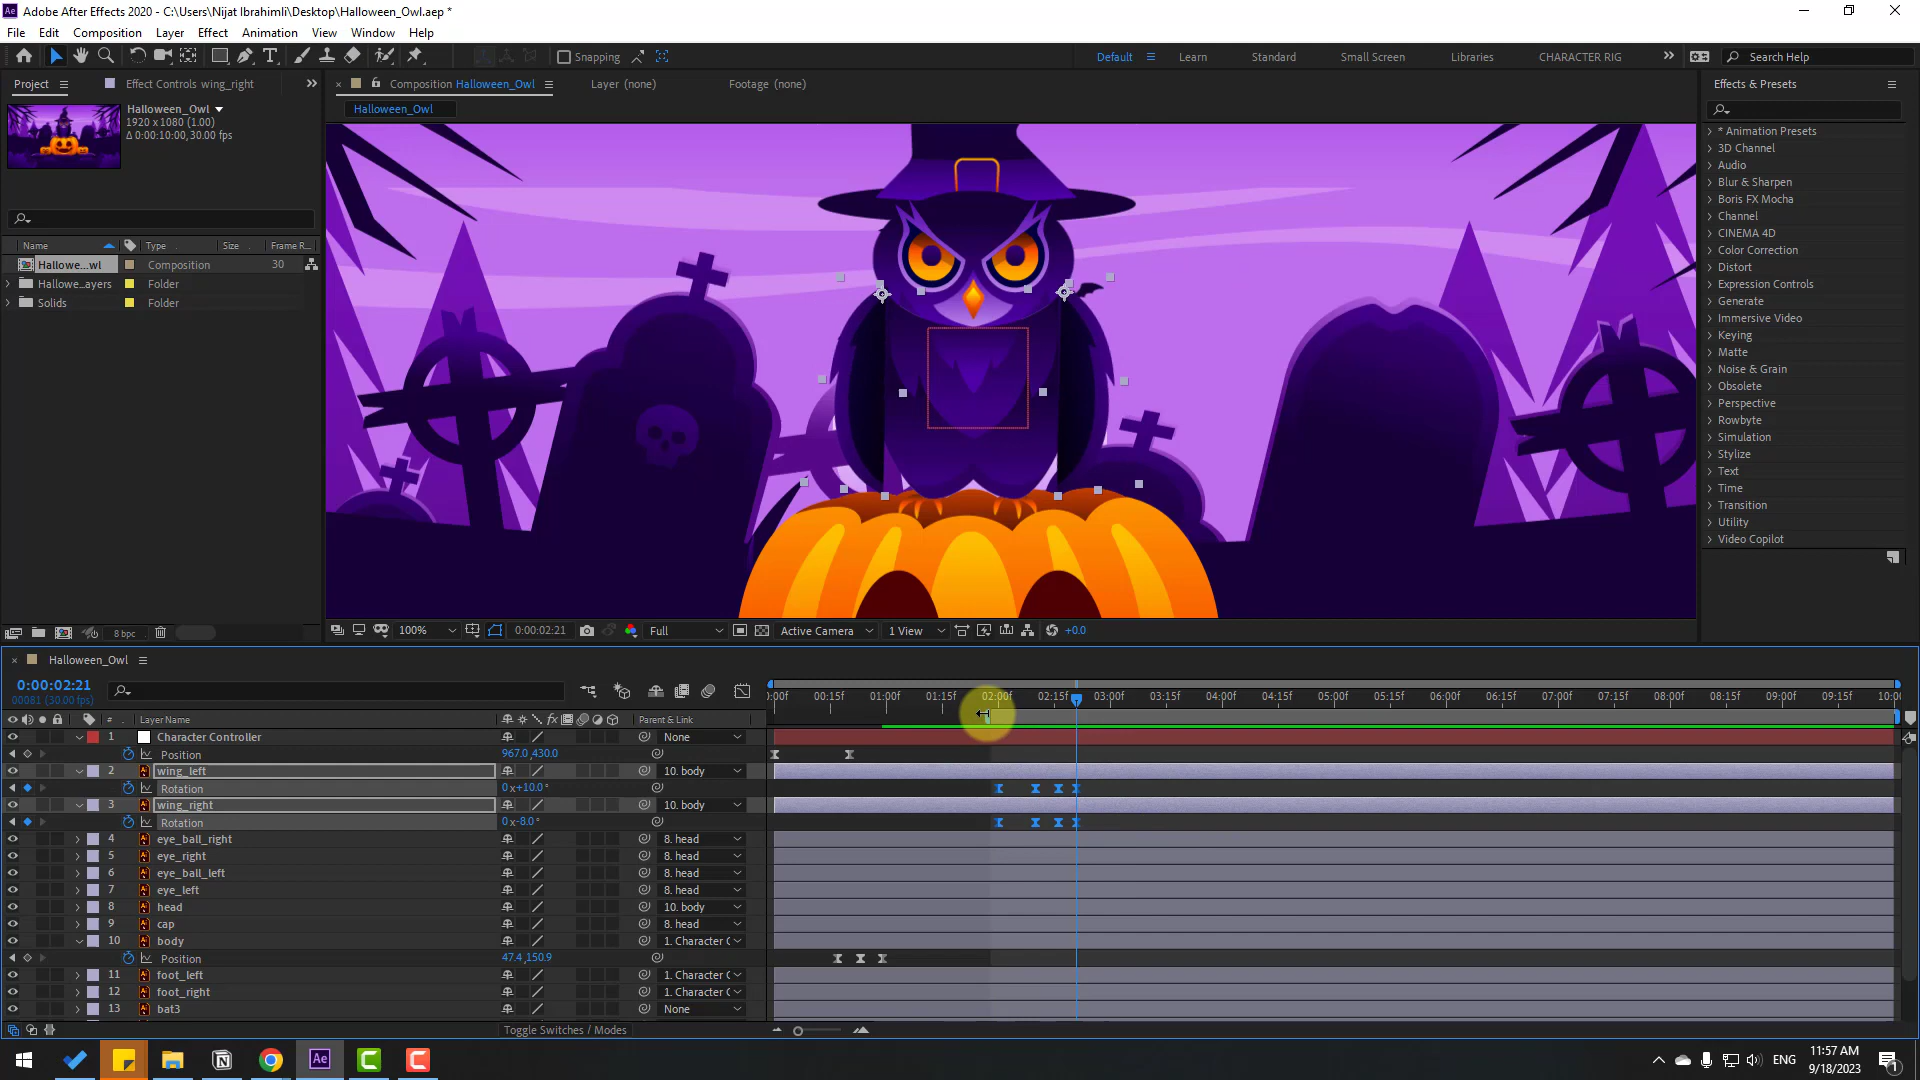 Adobe After Effects 2020 - C:\Users\Nijat Ibrahimli\Desktop\Halloween_Owl.aep *
File Edit Composition Layer Effect Animation View Window Help
Snapping
Default Learn Standard Small Screen Libraries CHARACTER RIG Search Help
Project Effect Controls wing_right
Composition Halloween_Owl Layer (none) Footage (none)
Effects & Presets
Halloween_Owl
1920 x 1080 (1.00)
Δ 0:00:10:00, 30.00 fps
Halloween_Owl
Name Type Size Frame R...
Hallowe...wl Composition 30
Hallowe...ayers Folder
Solids Folder
* Animation Presets
3D Channel
Audio
Blur & Sharpen
Boris FX Mocha
Channel
CINEMA 4D
Color Correction
Distort
Expression Controls
Generate
Immersive Video
Keying
Matte
Noise & Grain
Obsolete
Perspective
Rowbyte
Simulation
Stylize
Text
Time
Transition
Utility
Video Copilot
8 bpc
100% 0:00:02:21 Full Active Camera 1 View +0.0
Halloween_Owl
0:00:02:21
00081 (30.00 fps)
:00f 00:15f 01:00f 01:15f 02:00f 02:15f 03:00f 03:15f 04:00f 04:15f 05:00f 05:15f 06:00f 06:15f 07:00f 07:15f 08:00f 08:15f 09:00f 09:15f 10:00
# Layer Name fx Parent & Link
1 Character Controller None
Position 967.0,430.0
2 wing_left 10. body
Rotation 0x+10.0°
3 wing_right 10. body
Rotation 0x-8.0°
4 eye_ball_right 8. head
5 eye_right 8. head
6 eye_ball_left 8. head
7 eye_left 8. head
8 head 10. body
9 cap 8. head
10 body 1. Character C
Position 47.4,150.9
11 foot_left 1. Character C
12 foot_right 1. Character C
13 bat3 None
Toggle Switches / Modes
ENG
11:57 AM
9/18/2023
1